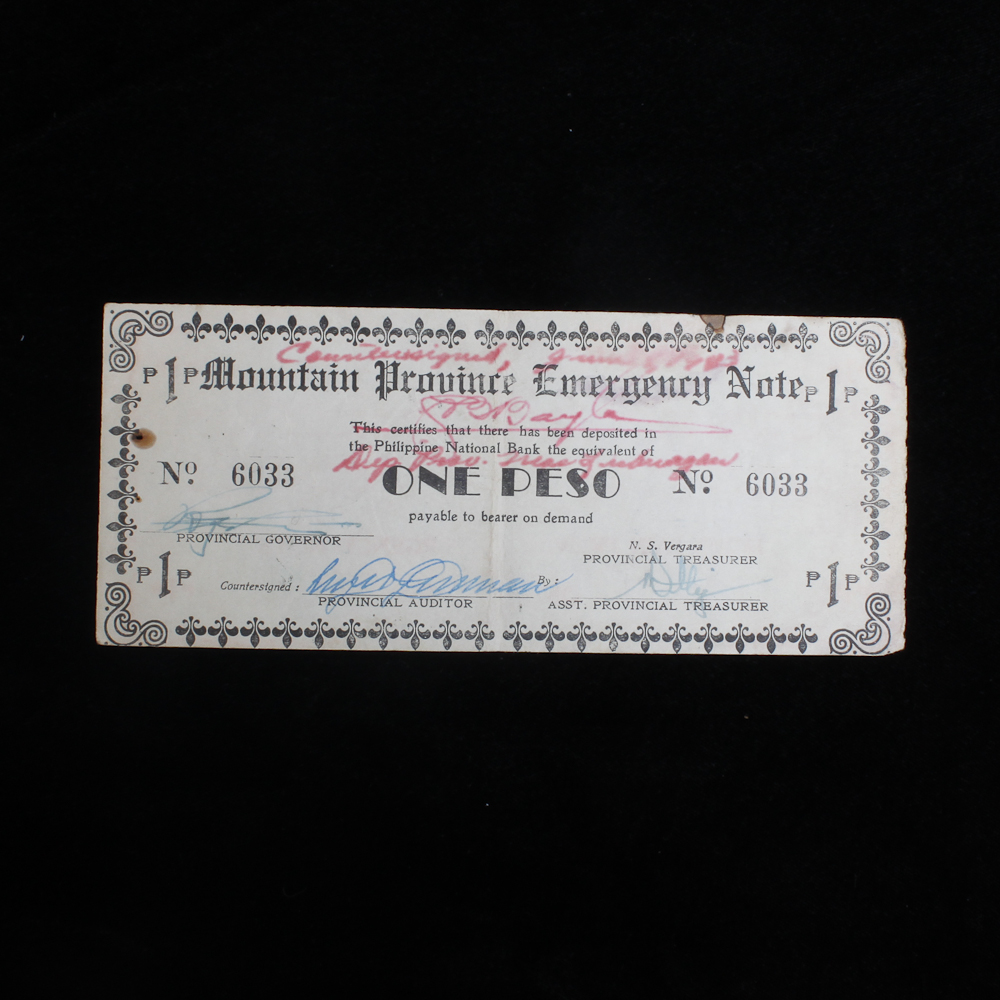 Countersigned,
₱ 1 ₱ Mountain Province Emergency Note ₱ 1 ₱
This certifies that there has been deposited in
the Philippine National Bank the equivalent of
Dep. Prov.
Nº 6033 ONE PESO Nº 6033
payable to bearer on demand
PROVINCIAL GOVERNOR
N. S. Vergara
PROVINCIAL TREASURER
₱ 1 ₱ ₱ 1 ₱
Countersigned : By :
PROVINCIAL AUDITOR ASST. PROVINCIAL TREASURER